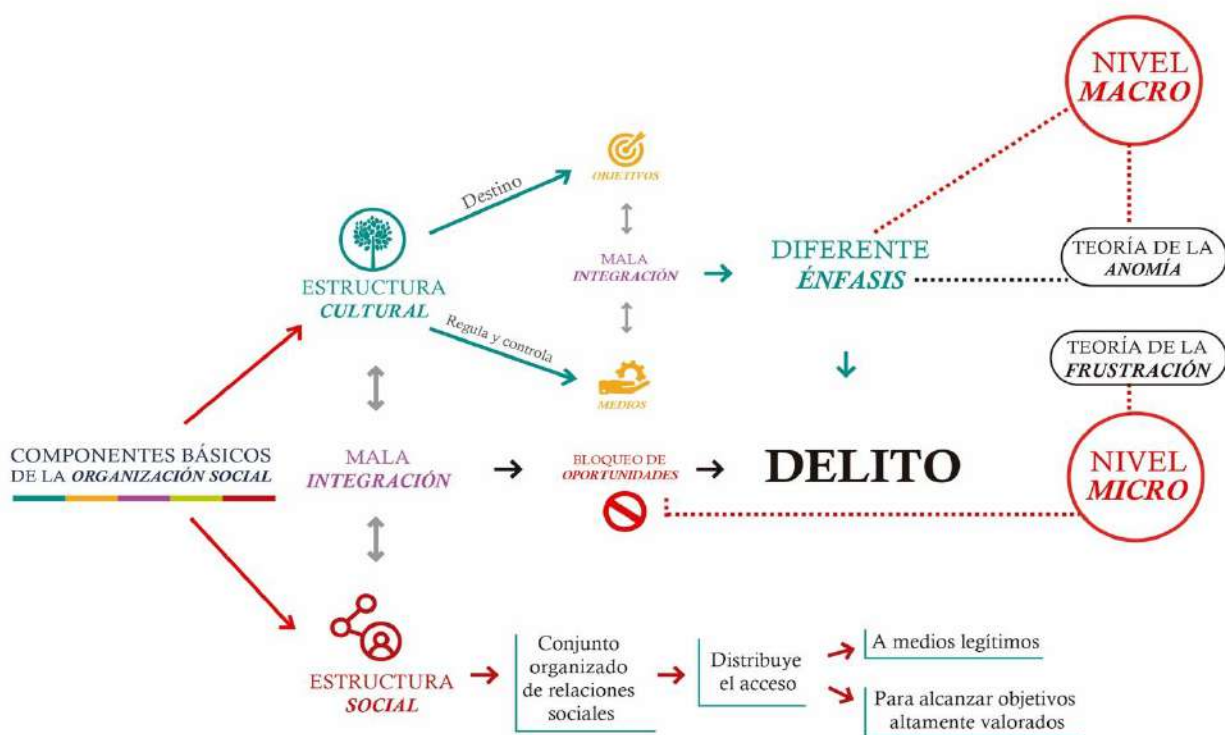 NIVEL
MACRO
OBJETIVOS
Destino
ESTRUCTURA
CULTURAL
MALA
INTEGRACIÓN
DIFERENTE
ÉNFASIS
TEORÍA DE LA
ANOMÍA
Regula y controla
MEDIOS
TEORÍA DE LA
FRUSTRACIÓN
COMPONENTES BÁSICOS
DE LA ORGANIZACIÓN SOCIAL
MALA
INTEGRACIÓN
BLOQUEO DE
OPORTUNIDADES
DELITO
NIVEL
MICRO
ESTRUCTURA
SOCIAL
Conjunto
organizado
de relaciones
sociales
Distribuye
el acceso
A medios legítimos
Para alcanzar objetivos
altamente valorados